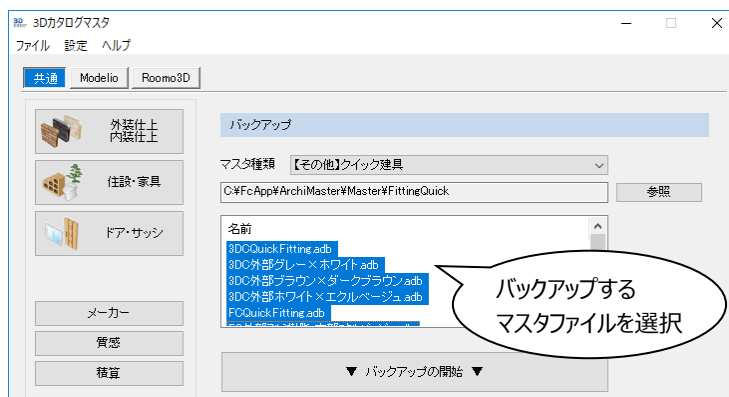 3Dカタログマスタ
ファイル 設定 ヘルプ
共通 Modelio Roomo3D
外装仕上
内装仕上
住設・家具
ドア・サッシ
メーカー
質感
積算
バックアップ
マスタ種類 【その他】クイック建具
C:¥FcApp¥ArchiMaster¥Master¥FittingQuick 参照
名前
3DCQuickFitting.adb
3DC外部グレー×ホワイト.adb
3DC外部ブラウン×ダークブラウン.adb
3DC外部ホワイト×エクルベージュ.adb
FCQuickFitting.adb
バックアップする
マスタファイルを選択
▼ バックアップの開始 ▼